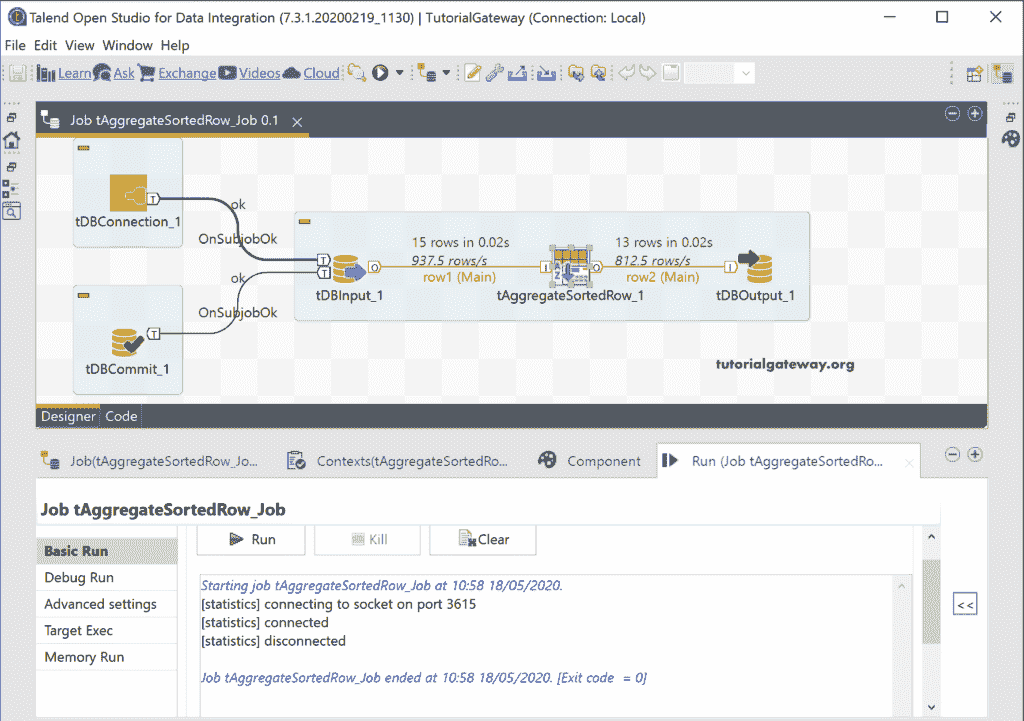 Talend Open Studio for Data Integration (7.3.1.20200219_1130) | TutorialGateway (Connection: Local)
File Edit View Window Help
Learn Ask Exchange Videos Cloud
Job tAggregateSortedRow_Job 0.1
tDBConnection_1
T
ok
OnSubjobOk
15 rows in 0.02s
937.5 rows/s
row1 (Main)
13 rows in 0.02s
812.5 rows/s
row2 (Main)
T
T
O
I
O
I
tDBInput_1
tAggregateSortedRow_1
tDBOutput_1
ok
OnSubjobOk
T
tDBCommit_1
tutorialgateway.org
Designer Code
Job(tAggregateSortedRow_Jo... Contexts(tAggregateSortedRo... Component Run (Job tAggregateSortedRo...
Job tAggregateSortedRow_Job
Basic Run
Debug Run
Advanced settings
Target Exec
Memory Run
Run Kill Clear
Starting job tAggregateSortedRow_Job at 10:58 18/05/2020.
[statistics] connecting to socket on port 3615
[statistics] connected
[statistics] disconnected
Job tAggregateSortedRow_Job ended at 10:58 18/05/2020. [Exit code = 0]
<<